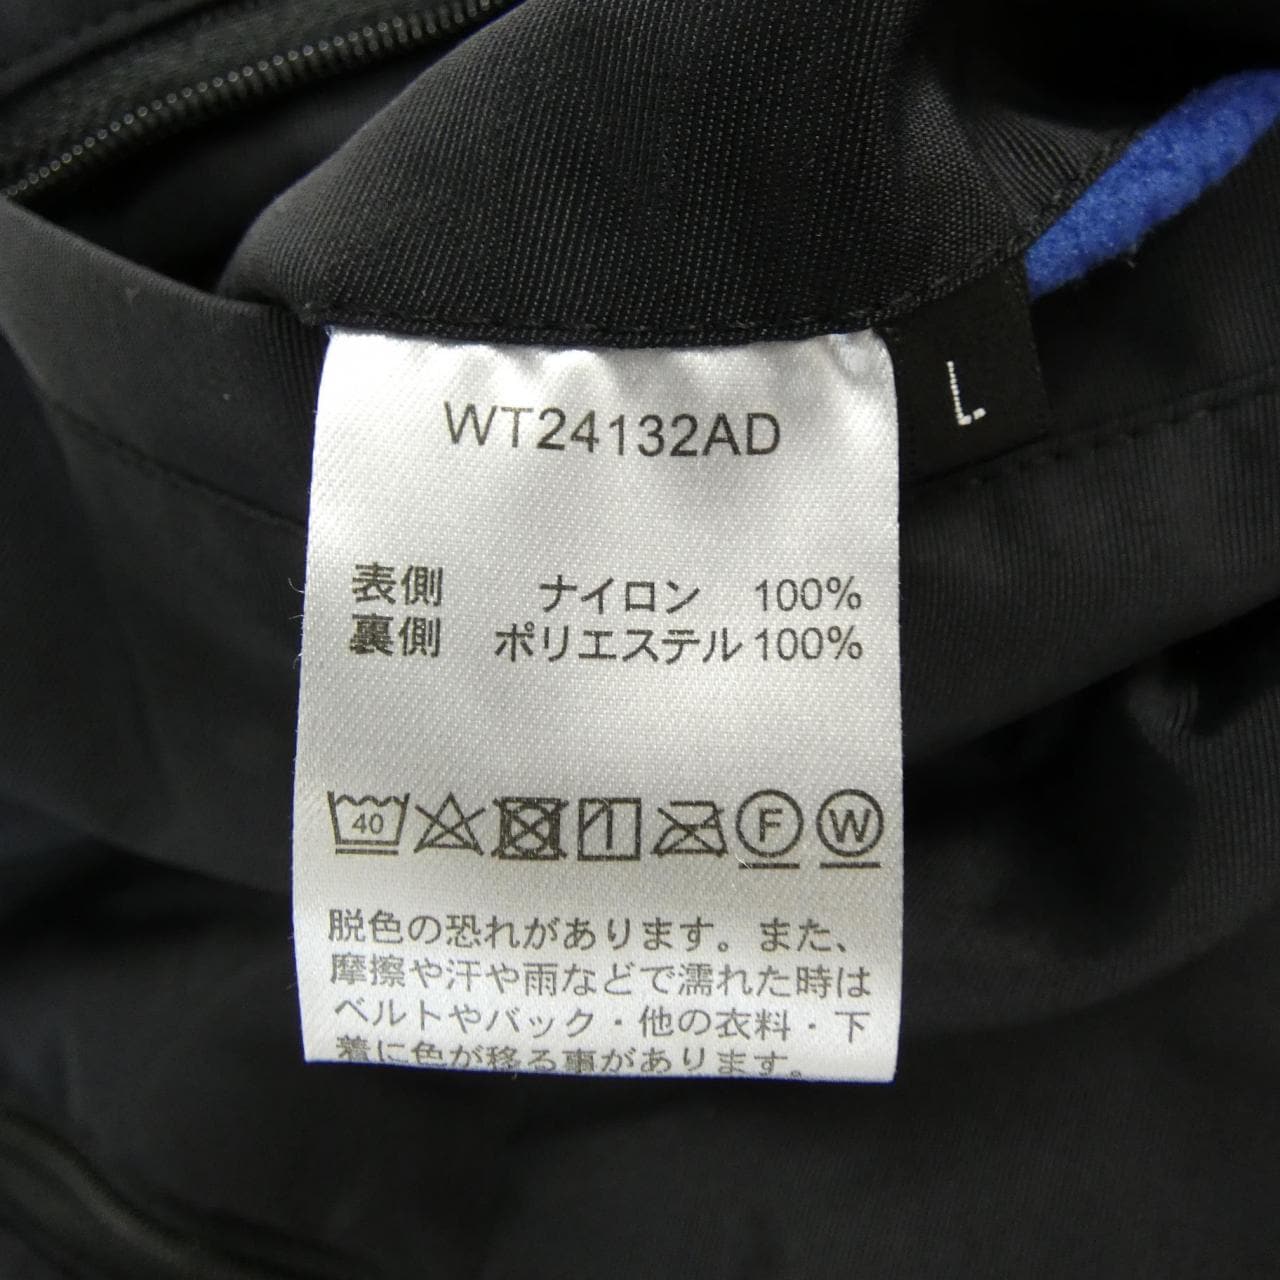 WT24132AD
L
表側 ナイロン 100%
裏側 ポリエステル 100%
40
F
W
脱色の恐れがあります。また、
摩擦や汗や雨などで濡れた時は
ベルトやバック・他の衣料・下
着に色が移る事があります。